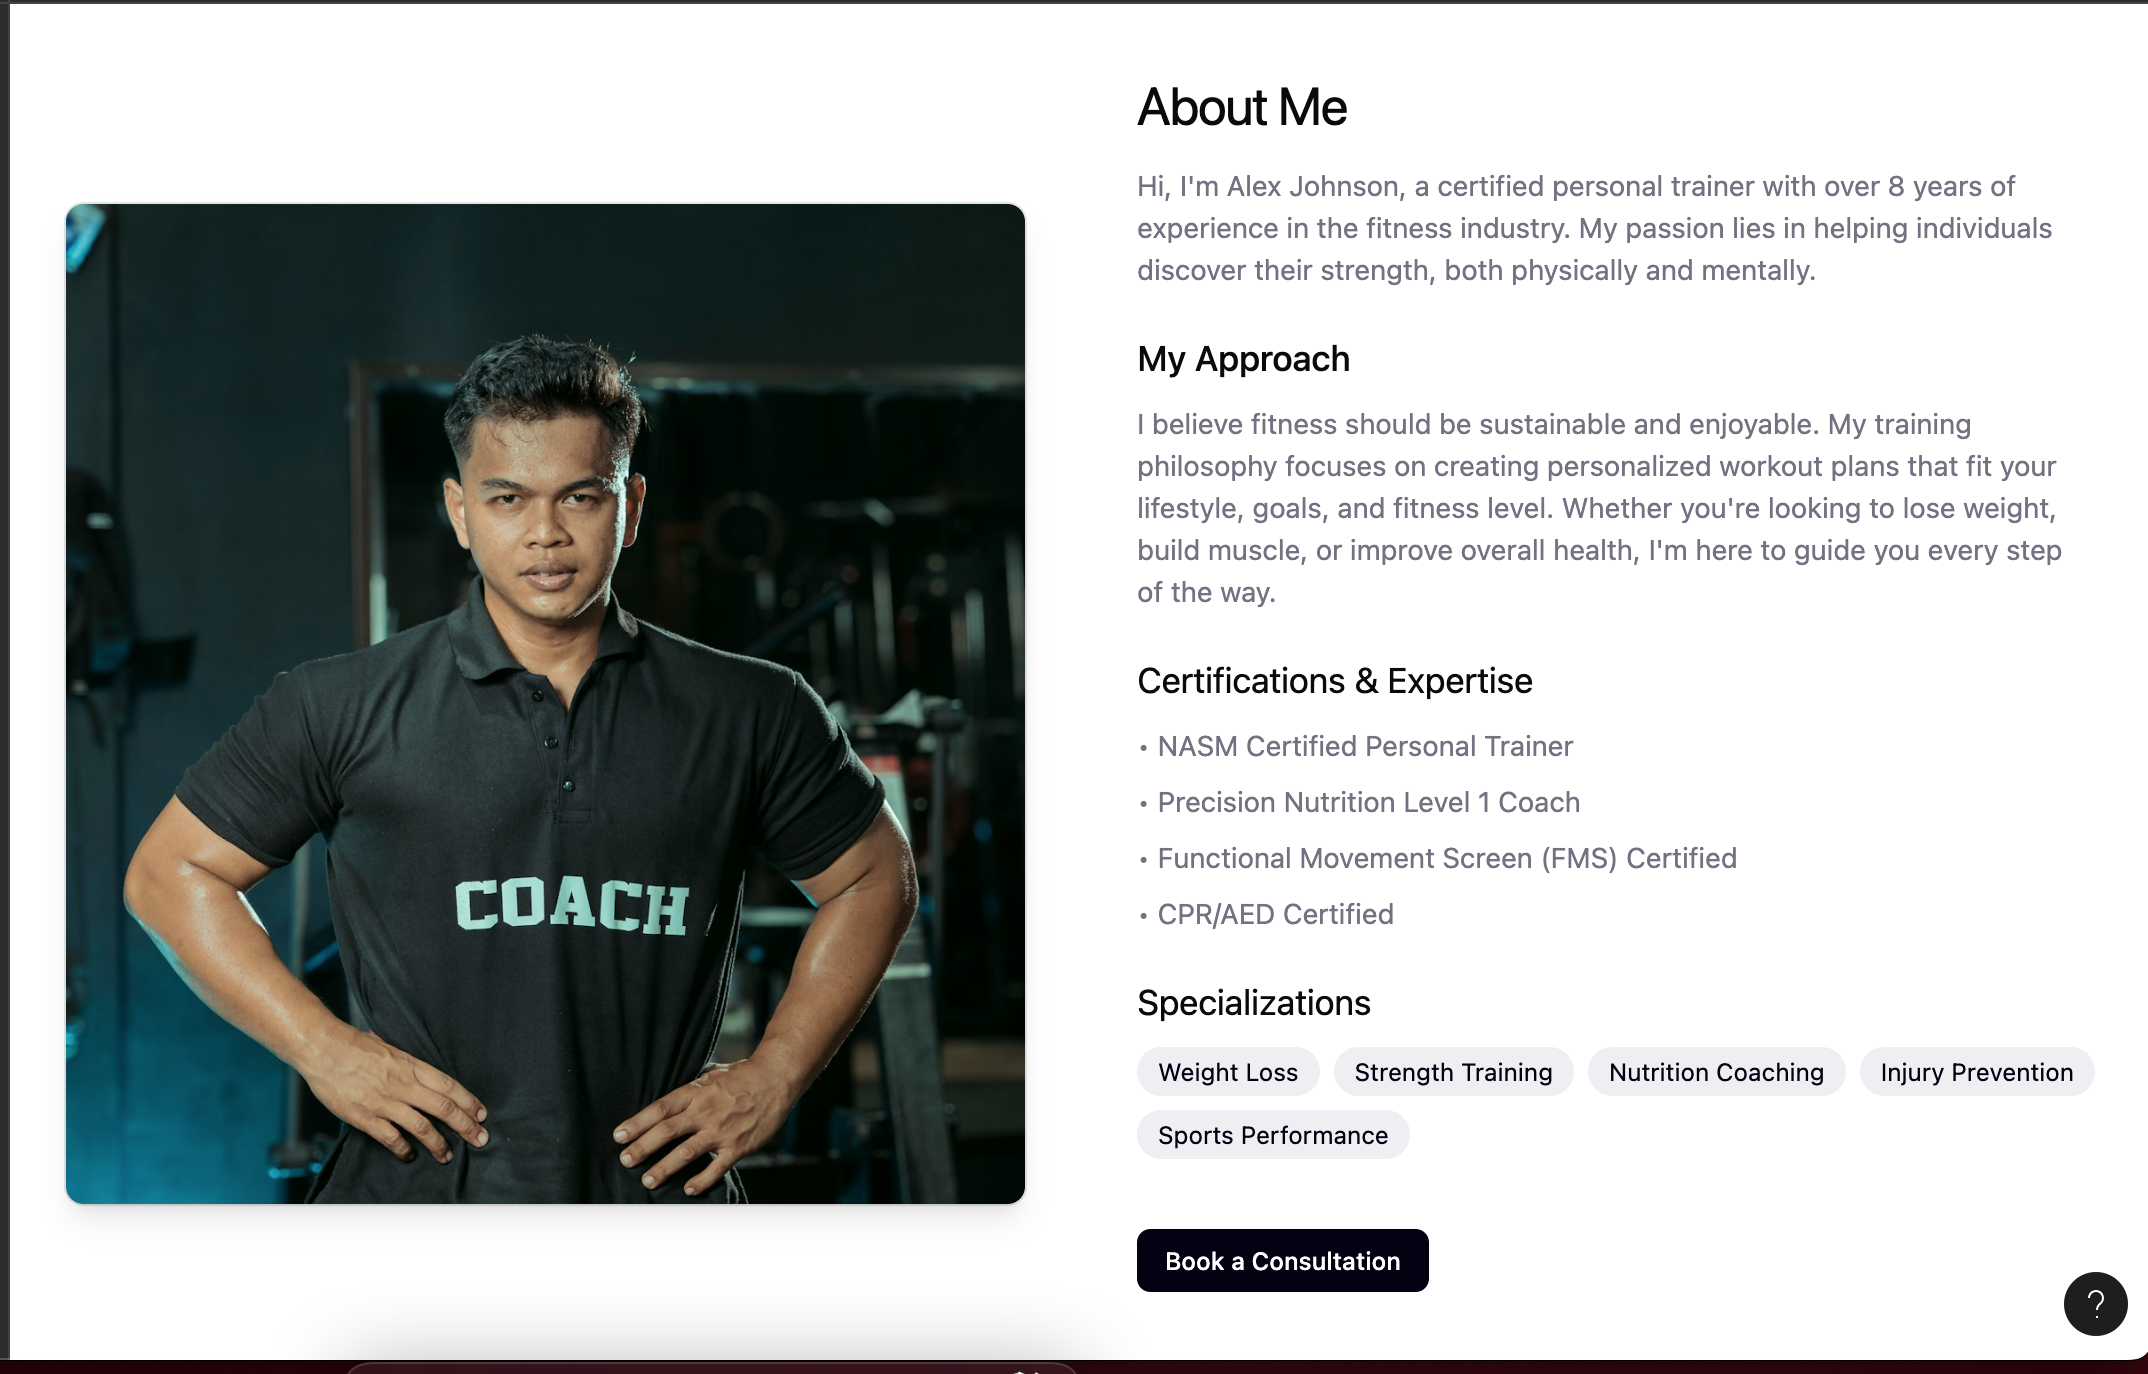 About Me
Hi, I'm Alex Johnson, a certified personal trainer with over 8 years of
experience in the fitness industry. My passion lies in helping individuals
discover their strength, both physically and mentally.
My Approach
I believe fitness should be sustainable and enjoyable. My training
philosophy focuses on creating personalized workout plans that fit your
lifestyle, goals, and fitness level. Whether you're looking to lose weight,
build muscle, or improve overall health, I'm here to guide you every step
of the way.
Certifications & Expertise
• NASM Certified Personal Trainer
• Precision Nutrition Level 1 Coach
• Functional Movement Screen (FMS) Certified
• CPR/AED Certified
Specializations
Weight Loss Strength Training Nutrition Coaching Injury Prevention
Sports Performance
Book a Consultation
?
COACH